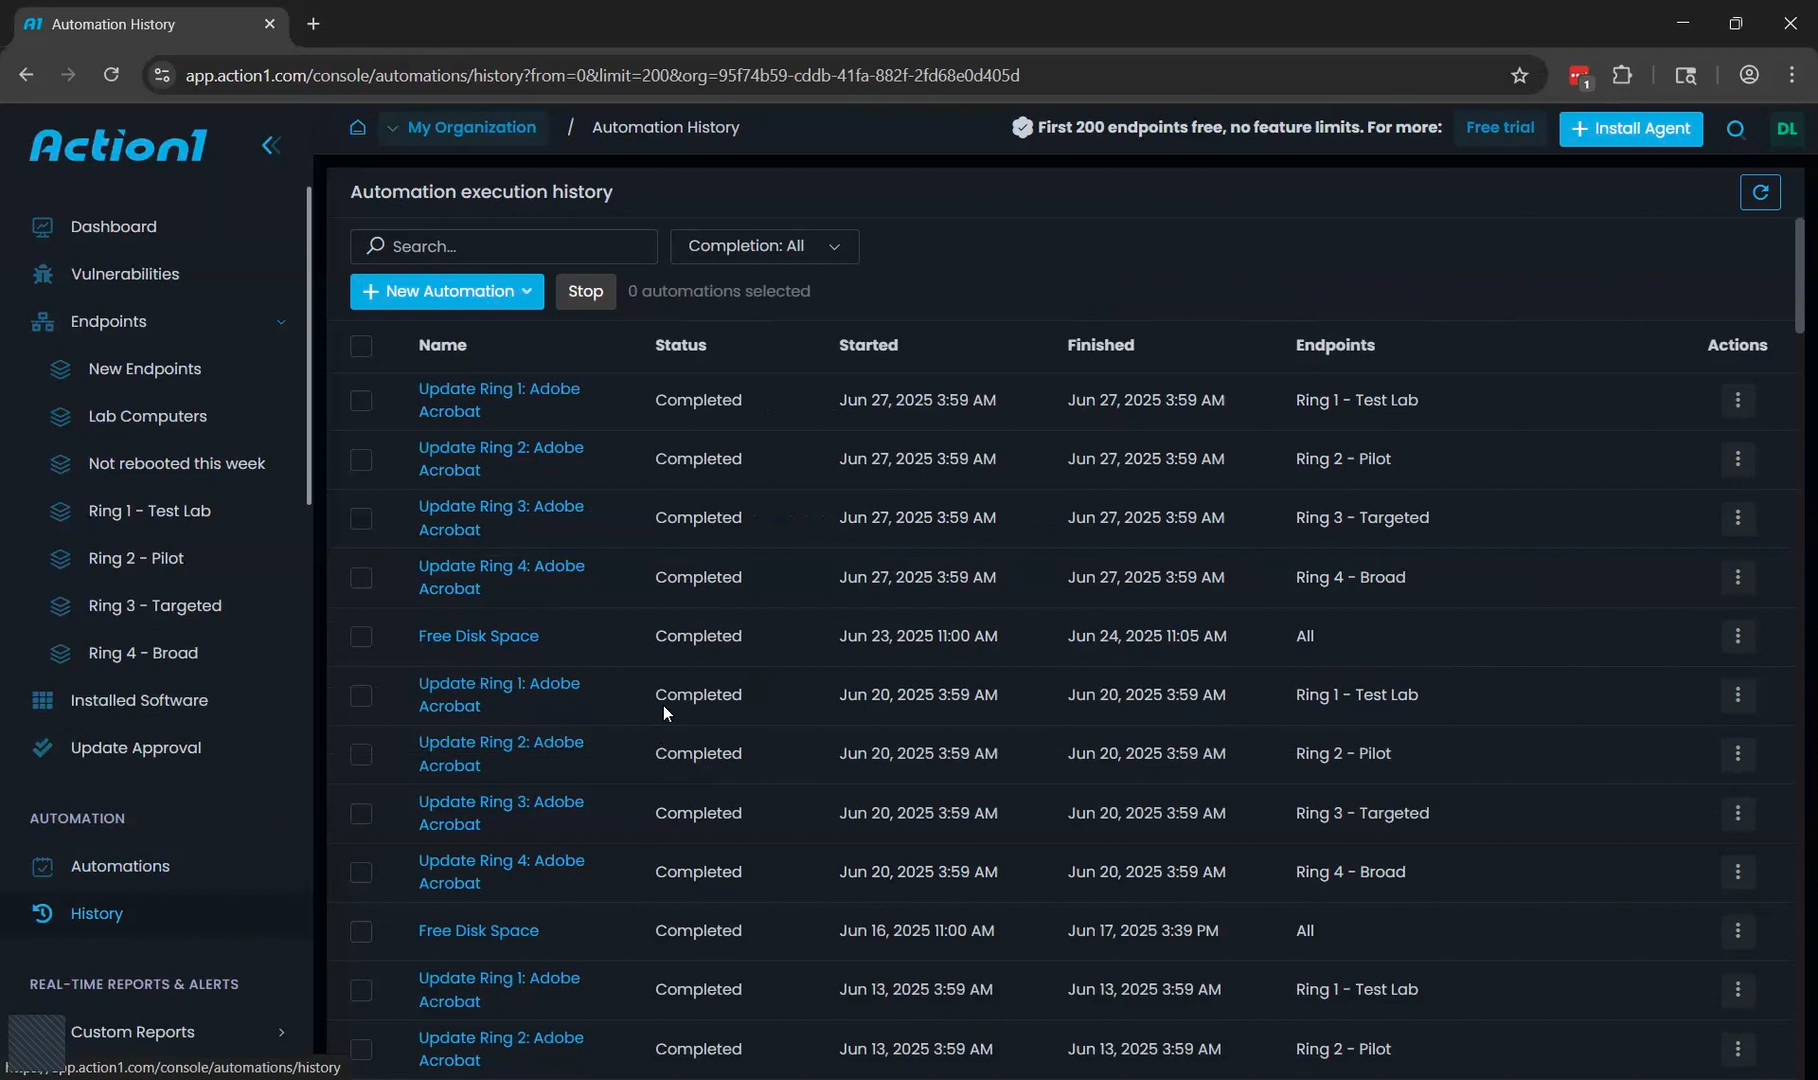 A1 Automation History
app.action1.com/console/automations/history?from=0&limit=200&org=95f74b59-cddb-41fa-882f-2fd68e0d405d
1
Action1
My Organization / Automation History
First 200 endpoints free, no feature limits. For more:
Free trial
Install Agent
DL
Dashboard
Vulnerabilities
Endpoints
New Endpoints
Lab Computers
Not rebooted this week
Ring 1 - Test Lab
Ring 2 - Pilot
Ring 3 - Targeted
Ring 4 - Broad
Installed Software
Update Approval
AUTOMATION
Automations
History
REAL-TIME REPORTS & ALERTS
Custom Reports
pp.action1.com/console/automations/history
Automation execution history
Search...
Completion: All
New Automation
Stop
0 automations selected
Name Status Started Finished Endpoints Actions
Update Ring 1: Adobe
Acrobat
Completed Jun 27, 2025 3:59 AM Jun 27, 2025 3:59 AM Ring 1 - Test Lab
Update Ring 2: Adobe
Acrobat
Completed Jun 27, 2025 3:59 AM Jun 27, 2025 3:59 AM Ring 2 - Pilot
Update Ring 3: Adobe
Acrobat
Completed Jun 27, 2025 3:59 AM Jun 27, 2025 3:59 AM Ring 3 - Targeted
Update Ring 4: Adobe
Acrobat
Completed Jun 27, 2025 3:59 AM Jun 27, 2025 3:59 AM Ring 4 - Broad
Free Disk Space Completed Jun 23, 2025 11:00 AM Jun 24, 2025 11:05 AM All
Update Ring 1: Adobe
Acrobat
Completed Jun 20, 2025 3:59 AM Jun 20, 2025 3:59 AM Ring 1 - Test Lab
Update Ring 2: Adobe
Acrobat
Completed Jun 20, 2025 3:59 AM Jun 20, 2025 3:59 AM Ring 2 - Pilot
Update Ring 3: Adobe
Acrobat
Completed Jun 20, 2025 3:59 AM Jun 20, 2025 3:59 AM Ring 3 - Targeted
Update Ring 4: Adobe
Acrobat
Completed Jun 20, 2025 3:59 AM Jun 20, 2025 3:59 AM Ring 4 - Broad
Free Disk Space Completed Jun 16, 2025 11:00 AM Jun 17, 2025 3:39 PM All
Update Ring 1: Adobe
Acrobat
Completed Jun 13, 2025 3:59 AM Jun 13, 2025 3:59 AM Ring 1 - Test Lab
Update Ring 2: Adobe
Acrobat
Completed Jun 13, 2025 3:59 AM Jun 13, 2025 3:59 AM Ring 2 - Pilot